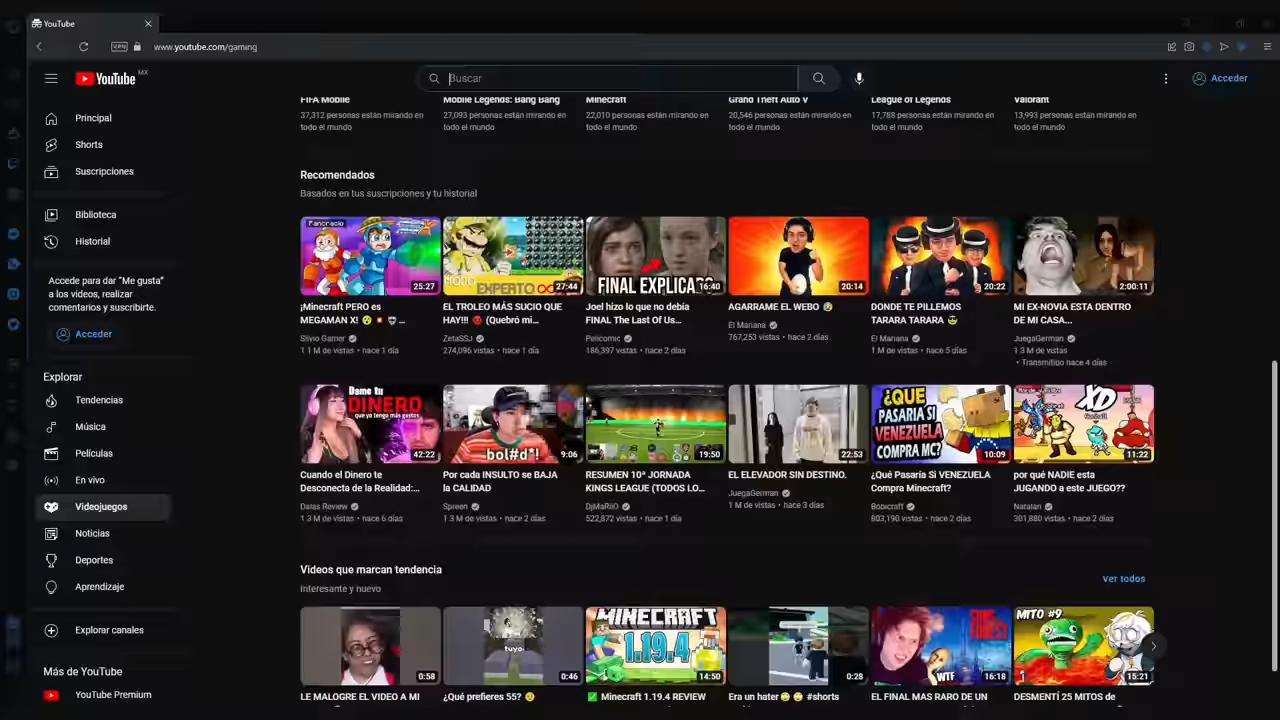 YouTube
VPN
www.youtube.com/gaming
YouTube MX
Buscar
Acceder
Principal
Shorts
Suscripciones
Biblioteca
Historial
Accede para dar "Me gusta"
a los videos, realizar
comentarios y suscribirte.
Acceder
Explorar
Tendencias
Música
Películas
En vivo
Videojuegos
Noticias
Deportes
Aprendizaje
Explorar canales
Más de YouTube
YouTube Premium
FIFA Mobile
37,312 personas están mirando en
todo el mundo
Mobile Legends: Bang Bang
27,093 personas están mirando en
todo el mundo
Minecraft
22,010 personas están mirando en
todo el mundo
Grand Theft Auto V
20,546 personas están mirando en
todo el mundo
League of Legends
17,788 personas están mirando en
todo el mundo
Valorant
13,993 personas están mirando en
todo el mundo
Recomendados
Basados en tus suscripciones y tu historial
Pancracio
25:27
¡Minecraft PERO es
MEGAMAN X! 😵 💥 💀 ...
Silvio Gamer
1.1 M de vistas • hace 1 día
MODO
EXPERTO ∞
27:44
EL TROLEO MÁS SUCIO QUE
HAY!!! 🤬 (Quebró mi...
ZetaSSJ
274,096 vistas • hace 1 día
FINAL EXPLICADO
16:40
Joel hizo lo que no debía
FINAL The Last Of Us...
Pelicomic
186,397 vistas • hace 2 días
20:14
AGARRAME EL WEBO 😰
El Mariana
767,253 vistas • hace 2 días
20:22
DONDE TE PILLEMOS
TARARA TARARA 😎
El Mariana
1 M de vistas • hace 5 días
2:00:11
MI EX-NOVIA ESTA DENTRO
DE MI CASA...
JuegaGerman
1.3 M de vistas
• Transmitido hace 4 días
Dame tu
DINERO
que yo tengo más gastos
42:22
Cuando el Dinero te
Desconecta de la Realidad:...
Dalas Review
1.3 M de vistas • hace 6 días
bol#d*!
9:06
Por cada INSULTO se BAJA
la CALIDAD
Spreen
1.3 M de vistas • hace 2 días
19:50
RESUMEN 10ª JORNADA
KINGS LEAGUE (TODOS LO...
DjMaRiiO
522,872 vistas • hace 1 día
22:53
EL ELEVADOR SIN DESTINO.
JuegaGerman
1 M de vistas • hace 3 días
¿QUE
PASARIA SI
VENEZUELA
COMPRA MC?
10:09
¿Qué Pasaría Si VENEZUELA
Compra Minecraft?
Bobicraft
803,190 vistas • hace 2 días
XD
11:22
por qué NADIE esta
JUGANDO a este JUEGO??
Natalan
301,880 vistas • hace 2 días
Videos que marcan tendencia
Interesante y nuevo
Ver todos
0:58
LE MALOGRE EL VIDEO A MI
tuyo
0:46
¿Qué prefieres 55? 🤨
MINECRAFT
1.19.4
14:50
✅ Minecraft 1.19.4 REVIEW
0:28
Era un hater🙄 🙄 #shorts
WTF
16:18
EL FINAL MAS RARO DE UN
MITO #9
15:21
DESMENTÍ 25 MITOS de